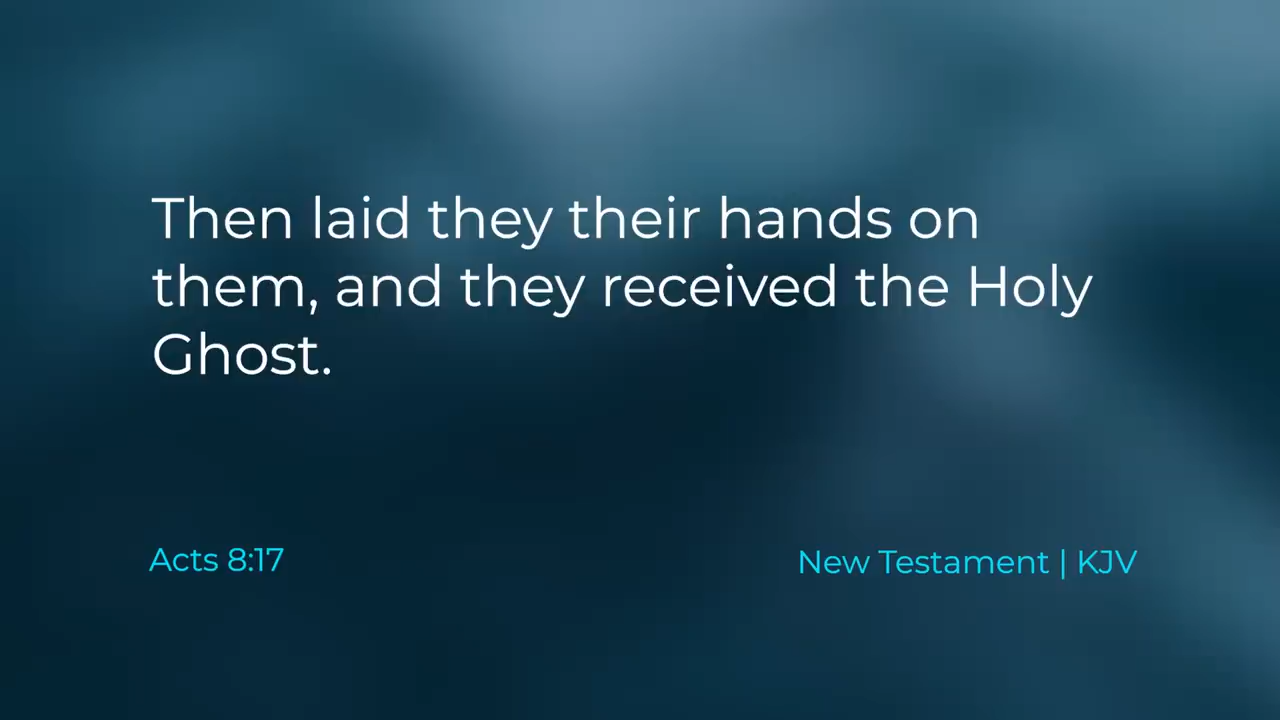 Then laid they their hands on
them, and they received the Holy
Ghost.
Acts 8:17
New Testament | KJV